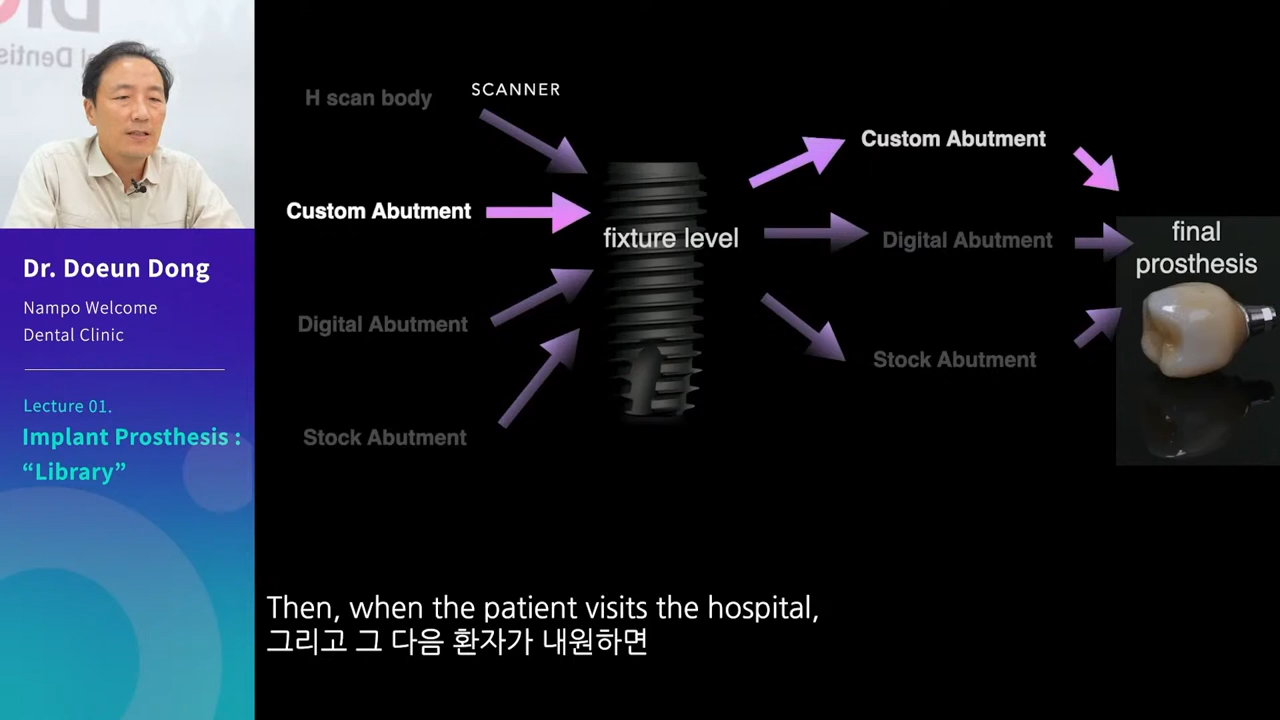 Dr. Doeun Dong
Nampo Welcome
Dental Clinic
Lecture 01.
Implant Prosthesis :
“Library”
H scan body
SCANNER
Custom Abutment
Digital Abutment
Stock Abutment
fixture level
Custom Abutment
Digital Abutment
Stock Abutment
final
prosthesis
Then, when the patient visits the hospital,
그리고 그 다음 환자가 내원하면